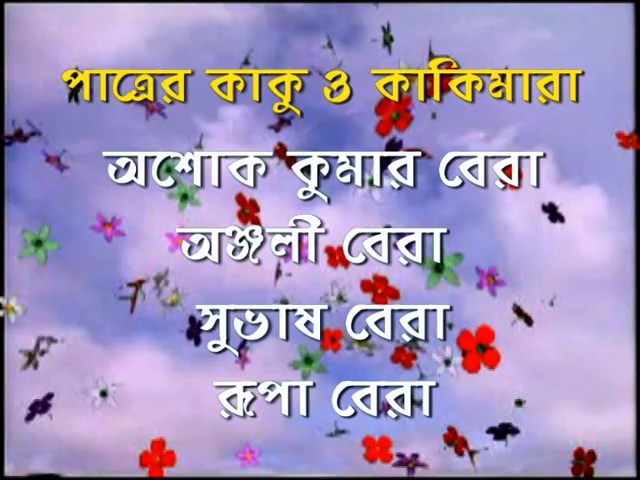 পাত্রের কাকু ও কাকিমারা
অশোক কুমার বেরা
অঞ্জলী বেরা
সুভাষ বেরা
রূপা বেরা